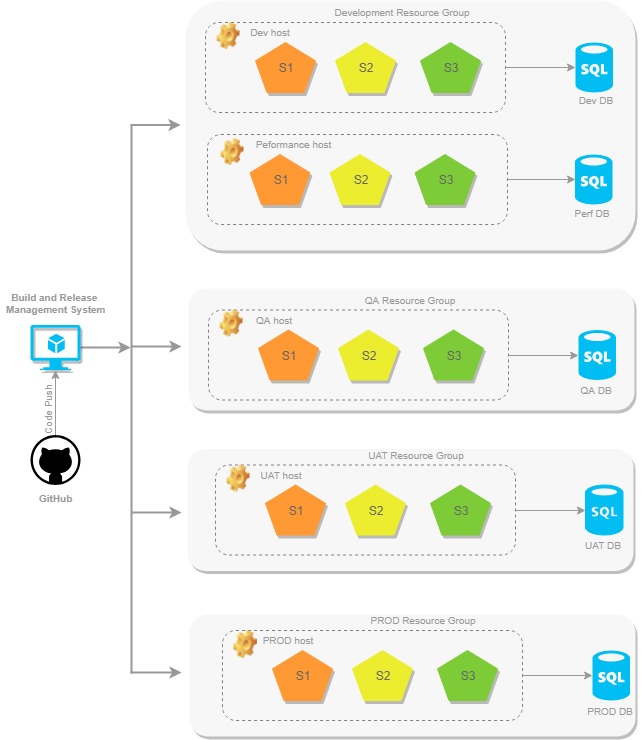 Development Resource Group
Dev host
S1
S2
S3
SQL
Dev DB
Peformance host
S1
S2
S3
SQL
Perf DB
Build and Release
Management System
Code Push
GitHub
QA Resource Group
QA host
S1
S2
S3
SQL
QA DB
UAT Resource Group
UAT host
S1
S2
S3
SQL
UAT DB
PROD Resource Group
PROD host
S1
S2
S3
SQL
PROD DB